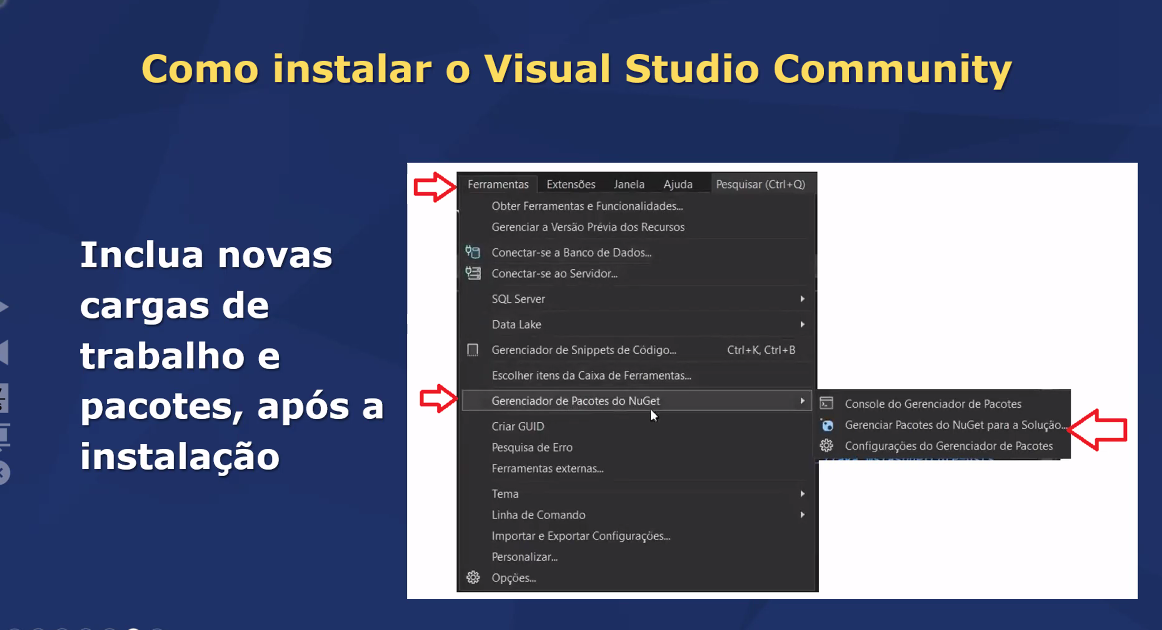 Como instalar o Visual Studio Community
Inclua novas
cargas de
trabalho e
pacotes, após a
instalação
Ferramentas Extensões Janela Ajuda Pesquisar (Ctrl+Q)
Obter Ferramentas e Funcionalidades...
Gerenciar a Versão Prévia dos Recursos
Conectar-se a Banco de Dados...
Conectar-se ao Servidor...
SQL Server
Data Lake
Gerenciador de Snippets de Código... Ctrl+K, Ctrl+B
Escolher itens da Caixa de Ferramentas...
Gerenciador de Pacotes do NuGet
Console do Gerenciador de Pacotes
Gerenciar Pacotes do NuGet para a Solução...
Configurações do Gerenciador de Pacotes
Criar GUID
Pesquisa de Erro
Ferramentas externas...
Tema
Linha de Comando
Importar e Exportar Configurações...
Personalizar...
Opções...